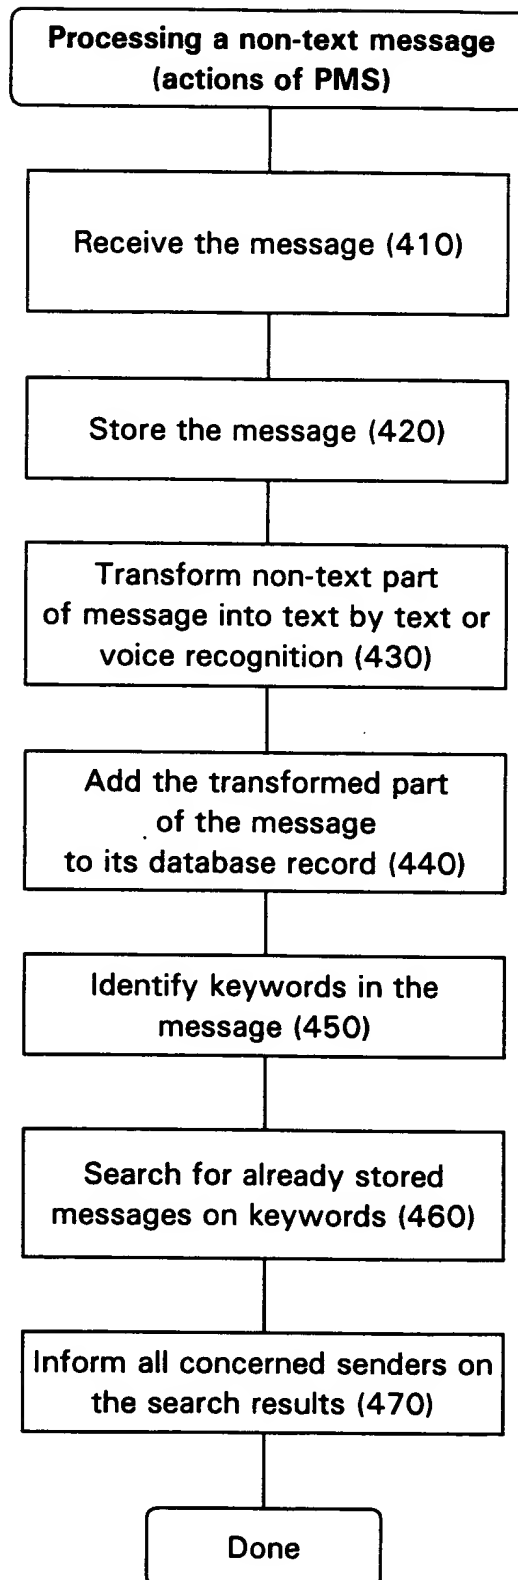 Processing a non-text message
(actions of PMS)
Receive the message (410)
Store the message (420)
Transform non-text part
of message into text by text or
voice recognition (430)
Add the transformed part
of the message
to its database record (440)
Identify keywords in the
message (450)
Search for already stored
messages on keywords (460)
Inform all concerned senders on
the search results (470)
Done